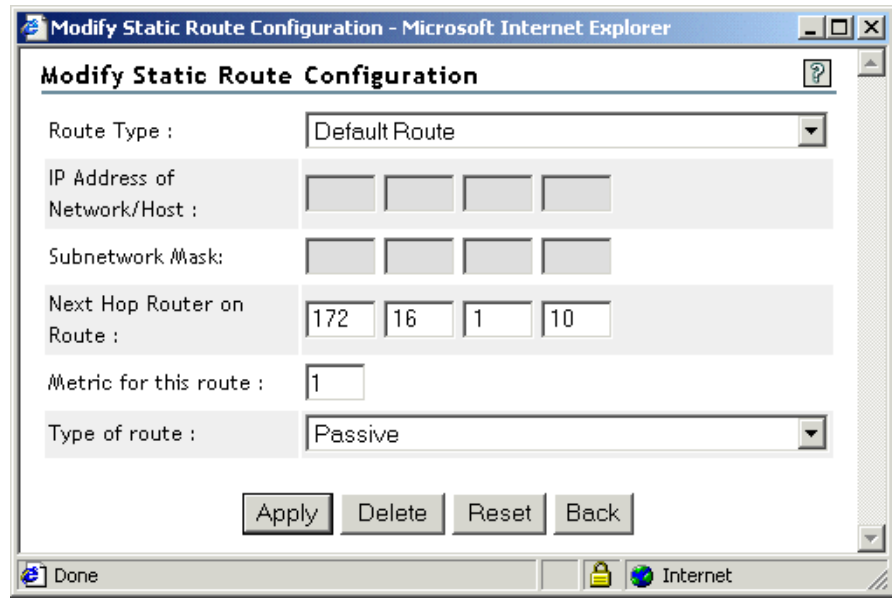 Modify Static Route Configuration - Microsoft Internet Explorer
Modify Static Route Configuration
?
Route Type :
Default Route
IP Address of
Network/Host :
Subnetwork Mask:
Next Hop Router on
Route :
172 16 1 10
Metric for this route :
1
Type of route :
Passive
Apply Delete Reset Back
Done
Internet